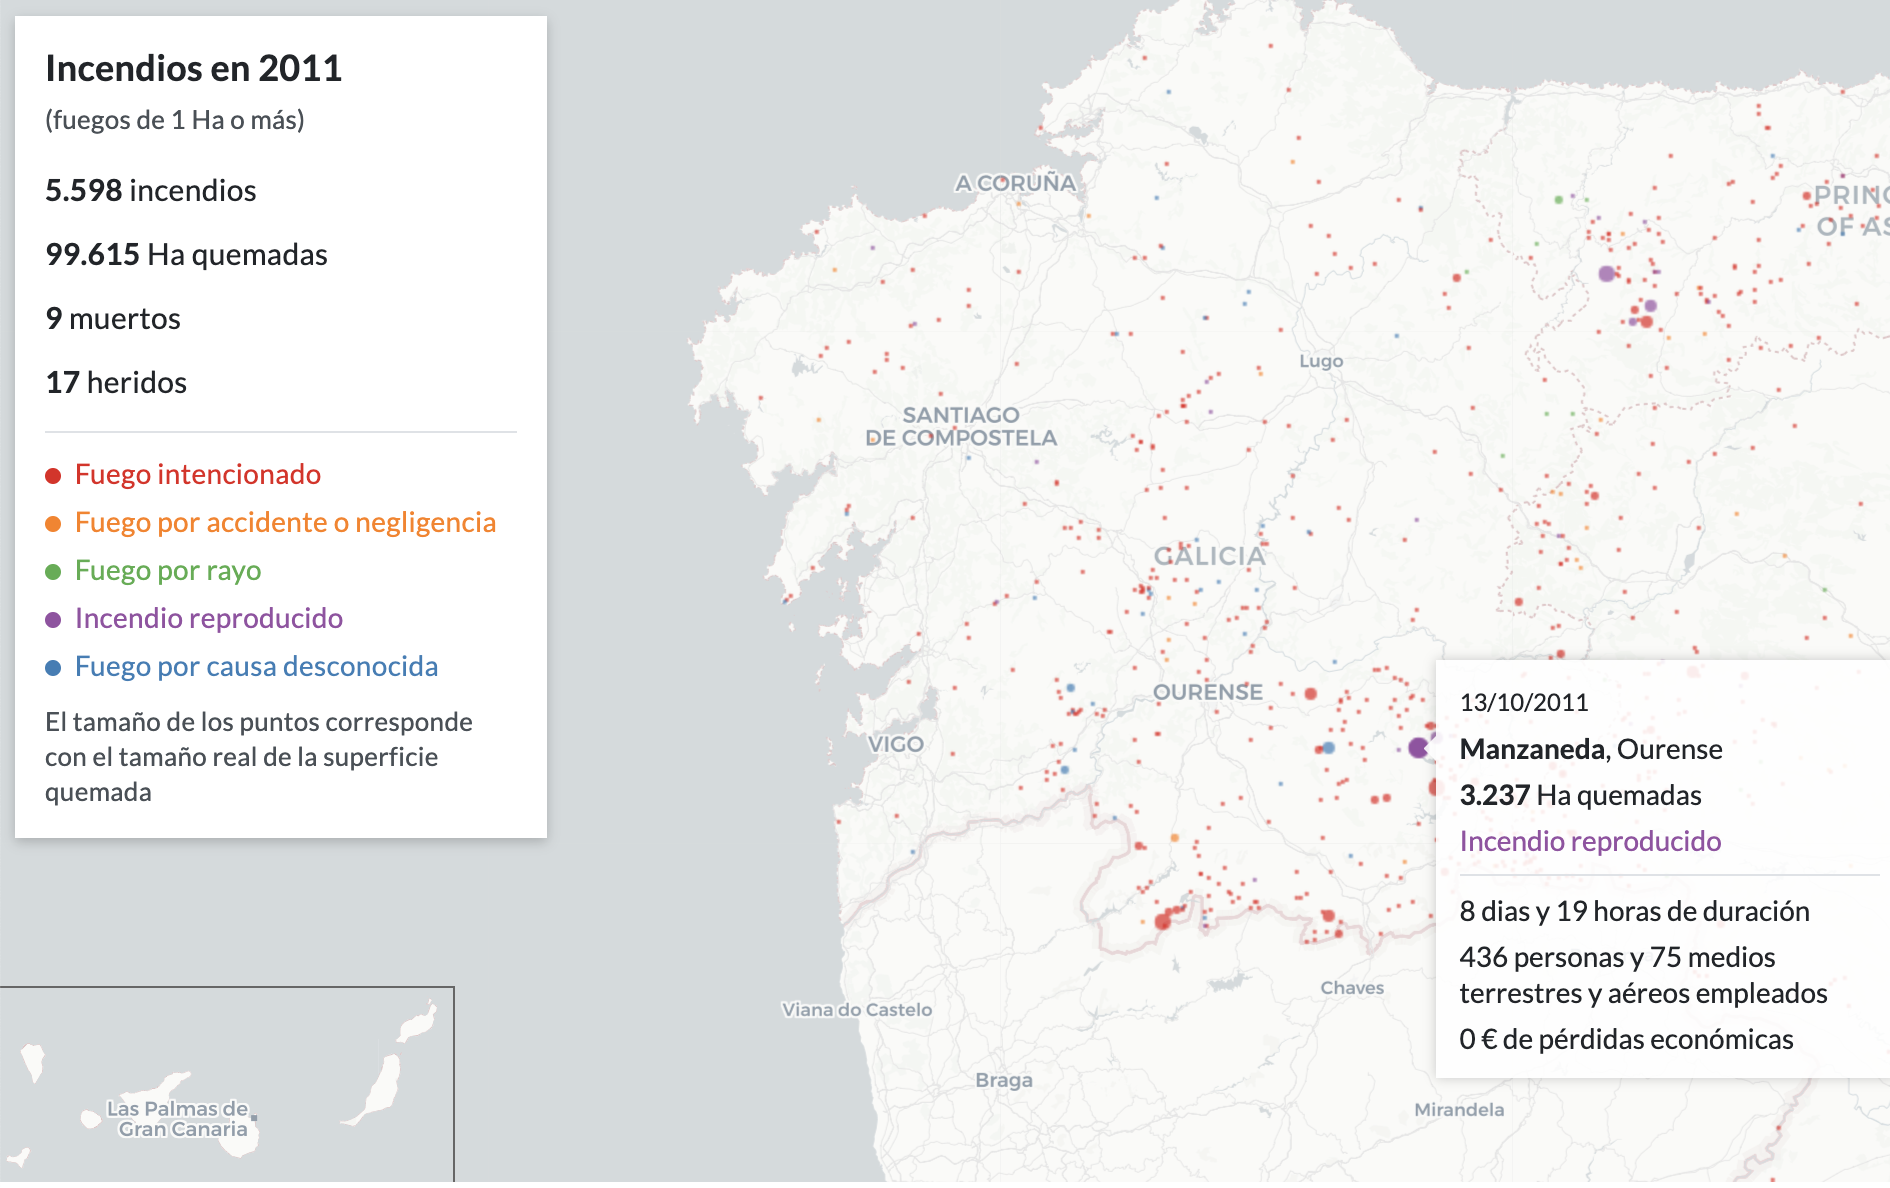 Incendios en 2011
(fuegos de 1 Ha o más)
5.598 incendios
99.615 Ha quemadas
9 muertos
17 heridos
Fuego intencionado
Fuego por accidente o negligencia
Fuego por rayo
Incendio reproducido
Fuego por causa desconocida
El tamaño de los puntos corresponde
con el tamaño real de la superficie
quemada
A CORUÑA
PRINC
OF AS
Lugo
SANTIAGO
DE COMPOSTELA
GALICIA
OURENSE
VIGO
13/10/2011
Manzaneda, Ourense
3.237 Ha quemadas
Incendio reproducido
8 dias y 19 horas de duración
436 personas y 75 medios
terrestres y aéreos empleados
0 € de pérdidas económicas
Chaves
Viana do Castelo
Braga
Mirandela
Las Palmas de
Gran Canaria